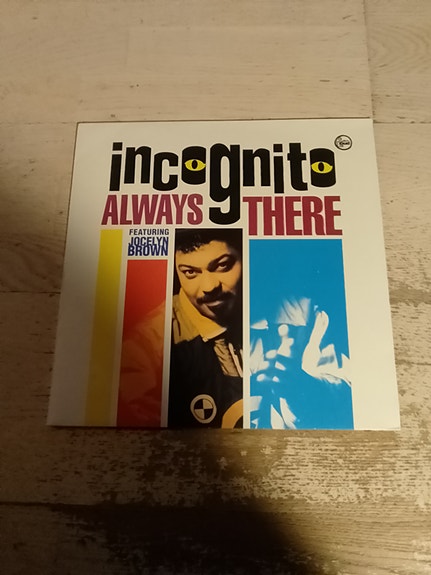 incognito
ALWAYS THERE
FEATURING
JOCELYN
BROWN